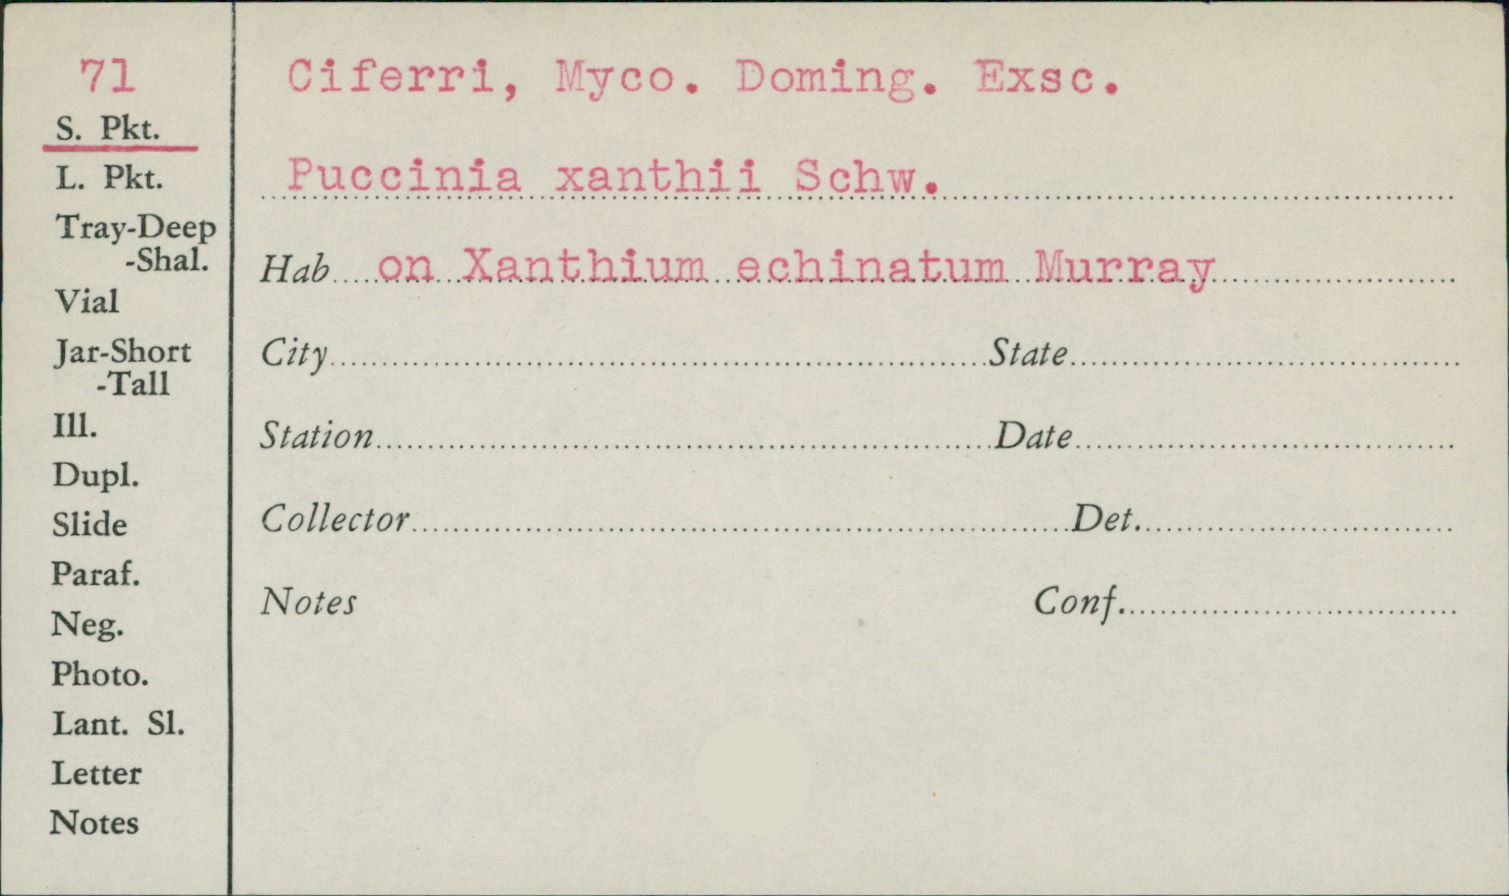 71
S. Pkt.
L. Pkt.
Tray-Deep
-Shal.
Vial
Jar-Short
-Tall
Ill.
Dupl.
Slide
Paraf.
Neg.
Photo.
Lant. Sl.
Letter
Notes
Ciferri, Myco. Doming. Exsc.
Puccinia xanthii Schw.
Hab on Xanthium echinatum Murray
City State
Station Date
Collector Det.
Notes Conf.